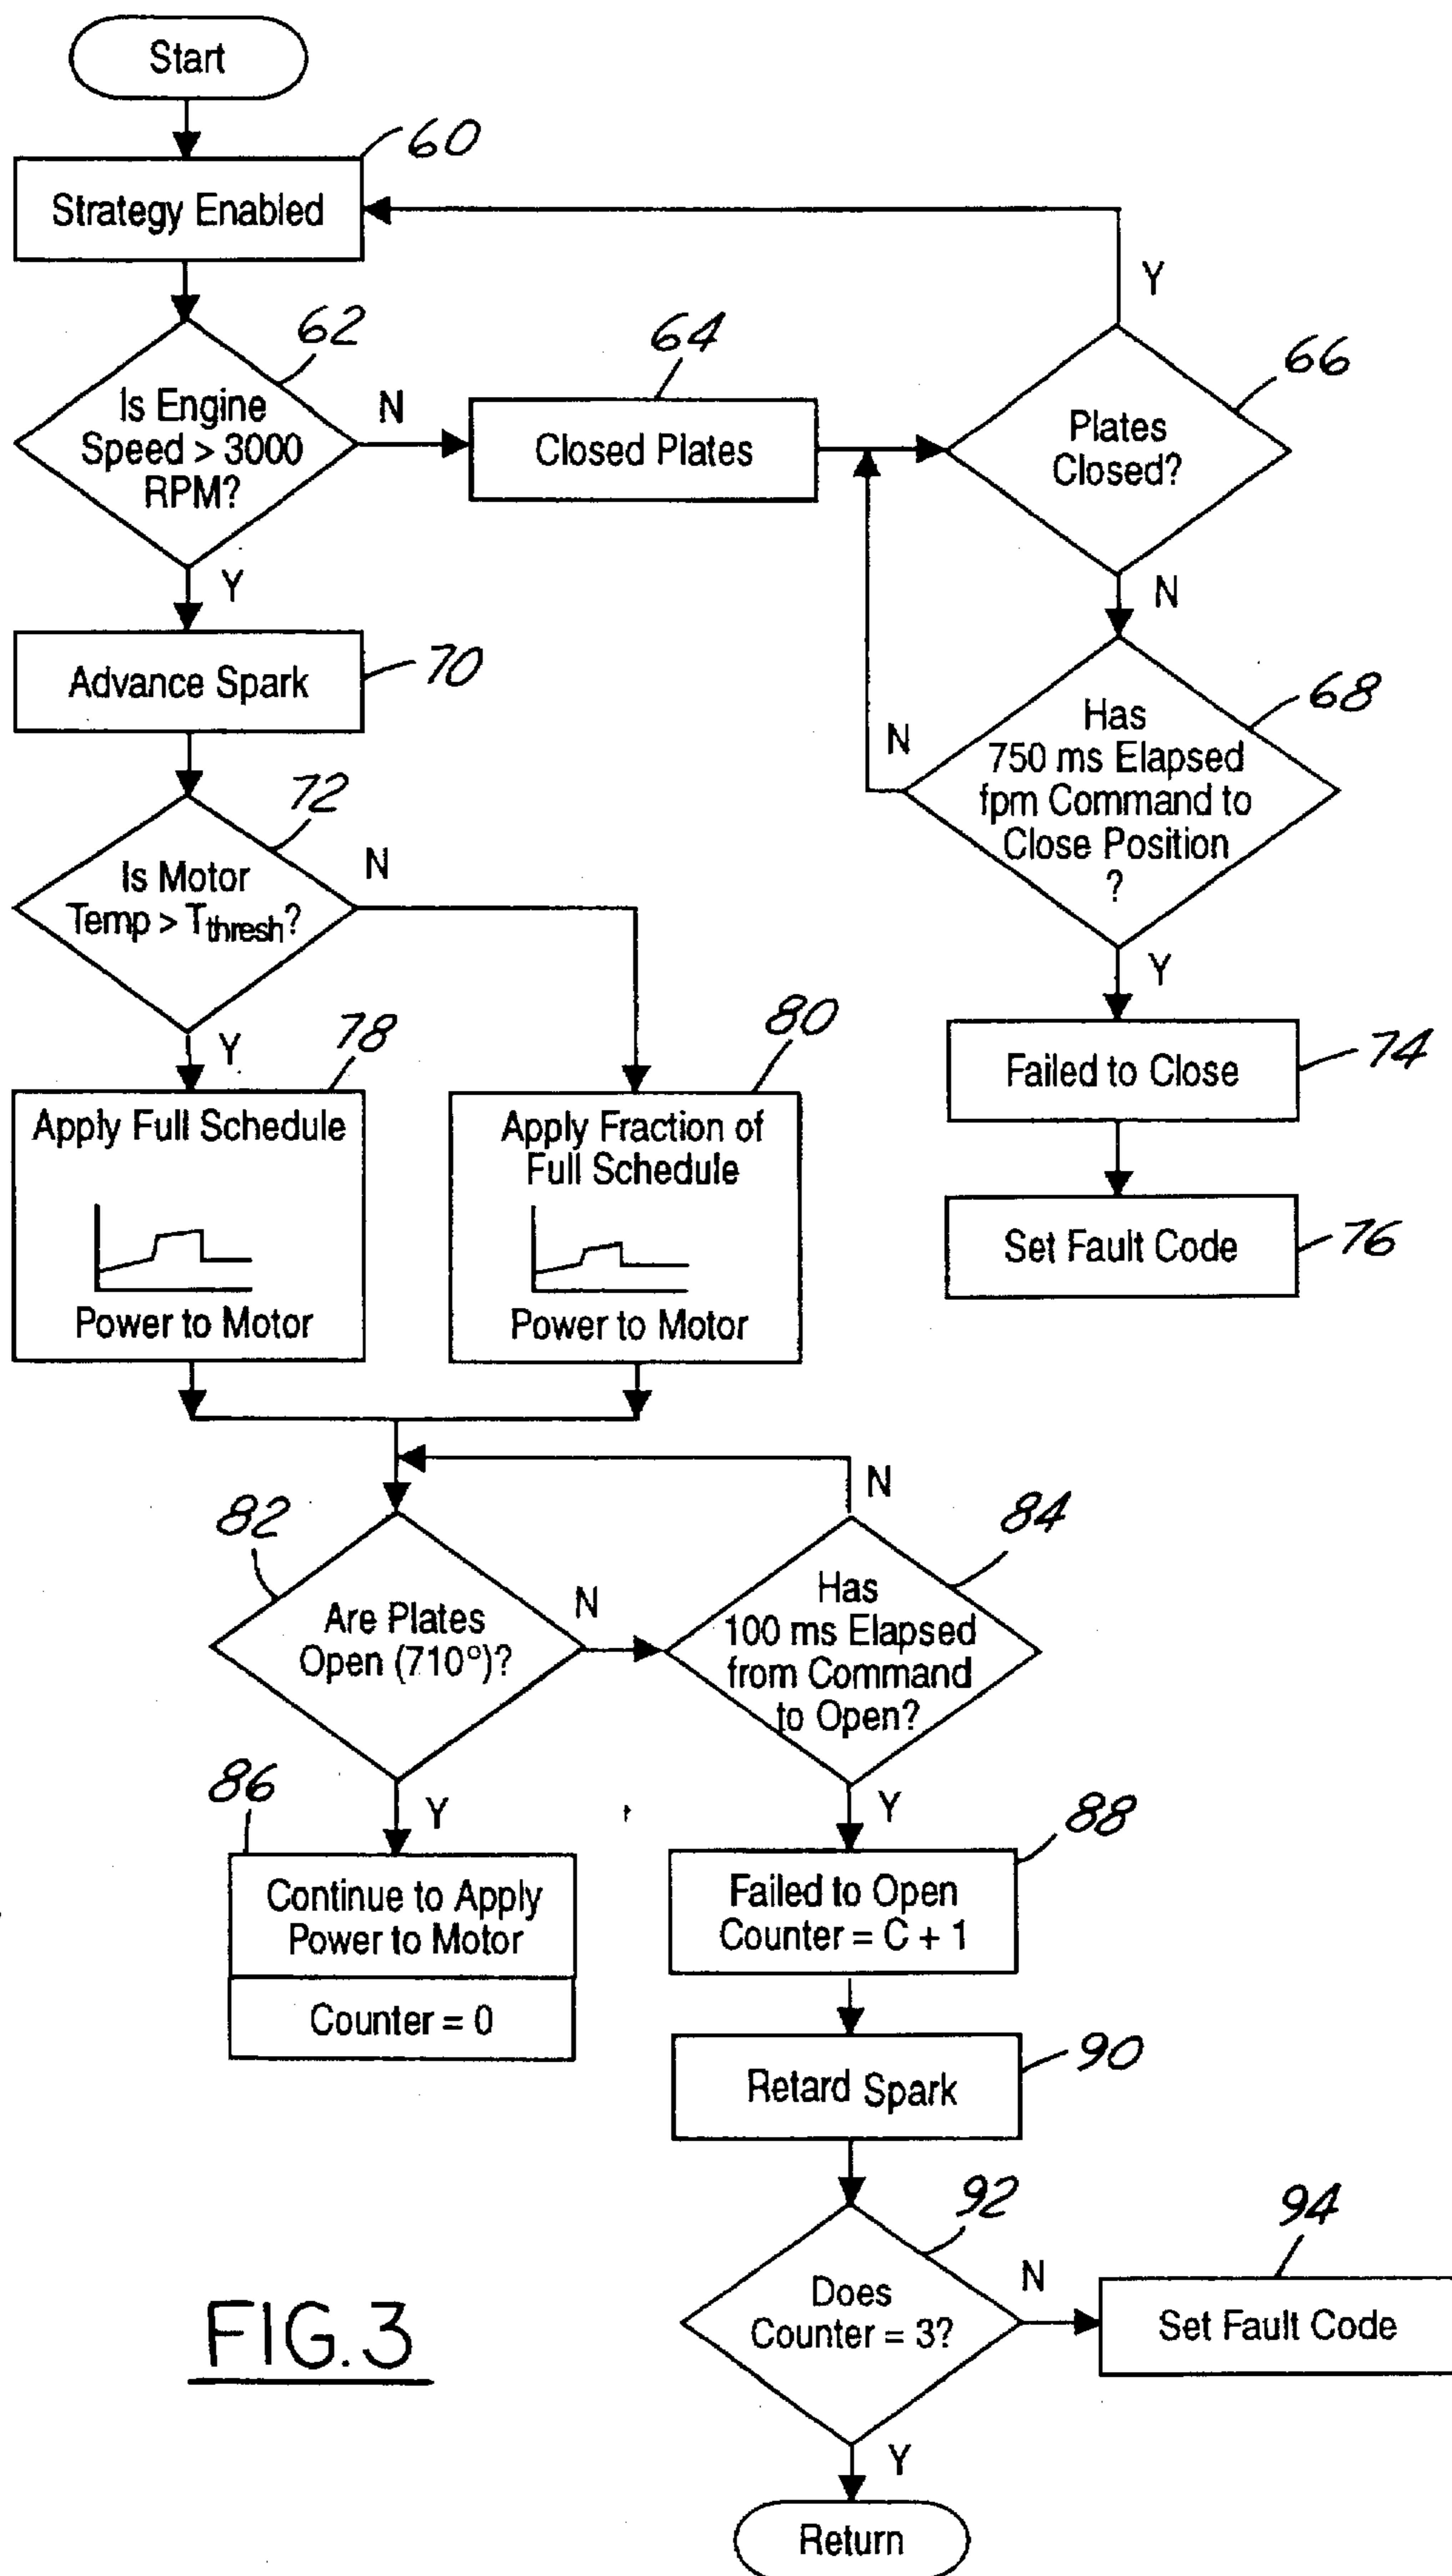 Start
60
Strategy Enabled
Y
62
Is Engine
Speed > 3000
RPM?
N
64
Closed Plates
66
Plates
Closed?
Y
N
Advance Spark
70
68
Has
750 ms Elapsed
fpm Command to
Close Position
?
N
72
Is Motor
Temp > Tthresh?
N
Y
Y
78
80
Failed to Close
74
Apply Full Schedule
Power to Motor
Apply Fraction of
Full Schedule
Power to Motor
Set Fault Code
76
N
82
84
Are Plates
Open (710°)?
N
Has
100 ms Elapsed
from Command
to Open?
86
Y
Y
88
Continue to Apply
Power to Motor
Counter = 0
Failed to Open
Counter = C + 1
Retard Spark
90
92
94
Does
Counter = 3?
N
Set Fault Code
FIG.3
Y
Return